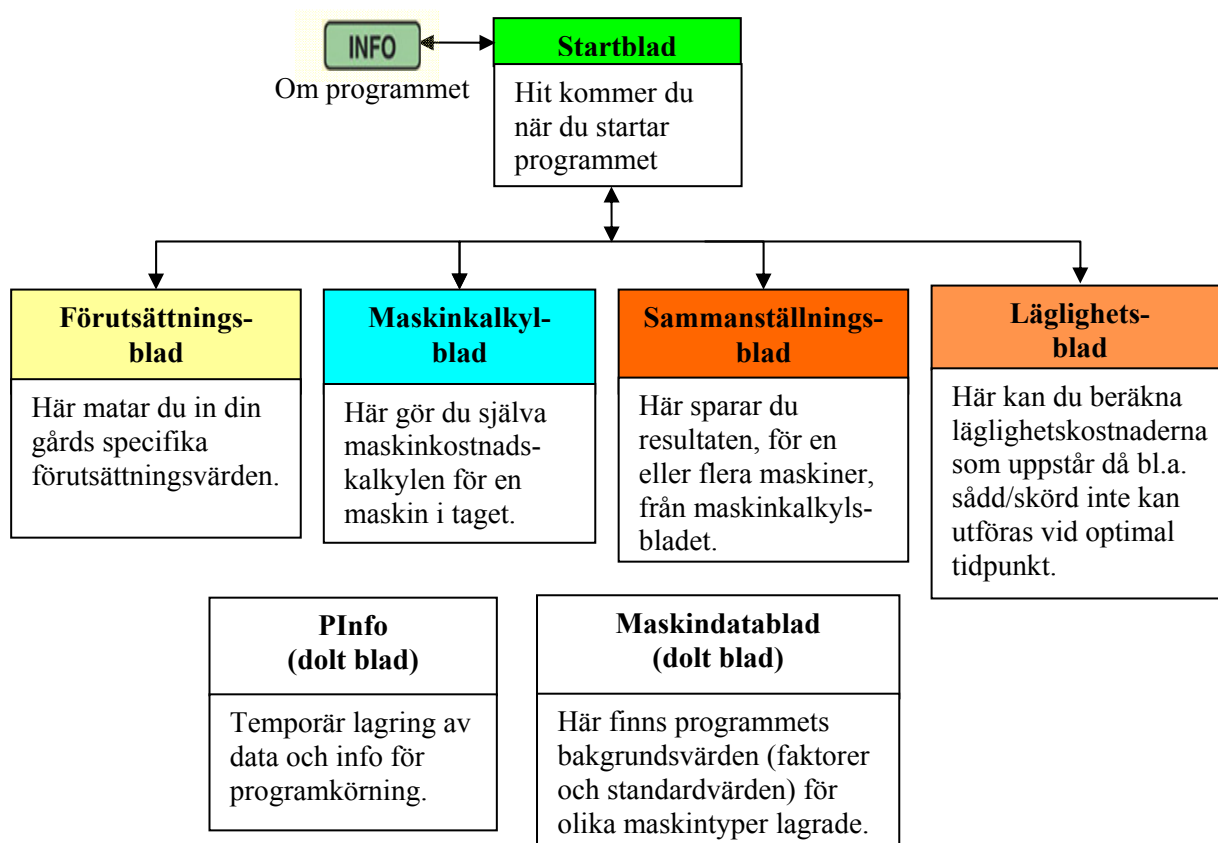 INFO
Om programmet
Startblad
Hit kommer du
när du startar
programmet
Förutsättnings-
blad
Här matar du in din
gårds specifika
förutsättningsvärden.
Maskinkalkyl-
blad
Här gör du själva
maskinkostnads-
kalkylen för en
maskin i taget.
Sammanställnings-
blad
Här sparar du
resultaten, för en
eller flera maskiner,
från maskinkalkyls-
bladet.
Läglighets-
blad
Här kan du beräkna
läglighetskostnaderna
som uppstår då bl.a.
sådd/skörd inte kan
utföras vid optimal
tidpunkt.
PInfo
(dolt blad)
Temporär lagring av
data och info för
programkörning.
Maskindatablad
(dolt blad)
Här finns programmets
bakgrundsvärden (faktorer
och standardvärden) för
olika maskintyper lagrade.